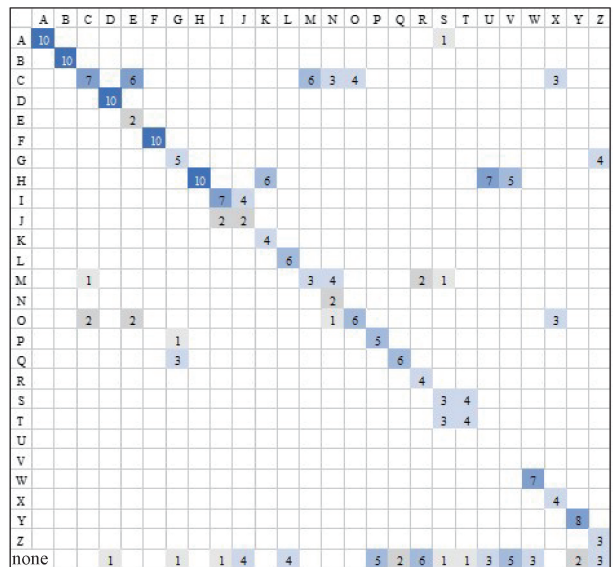 A B C D E F G H I J K L M N O P Q R S T U V W X Y Z
A 10 1
B 10
C 7 6 6 3 4 3
D 10
E 2
F 10
G 5 4
H 10 6 7 5
I 7 4
J 2 2
K 4
L 6
M 1 3 4 2 1
N 2
O 2 2 1 6 3
P 1 5
Q 3 6
R 4
S 3 4
T 3 4
U
V
W 7
X 4
Y 8
Z 3
none 1 1 1 4 4 5 2 6 1 1 3 5 3 2 3